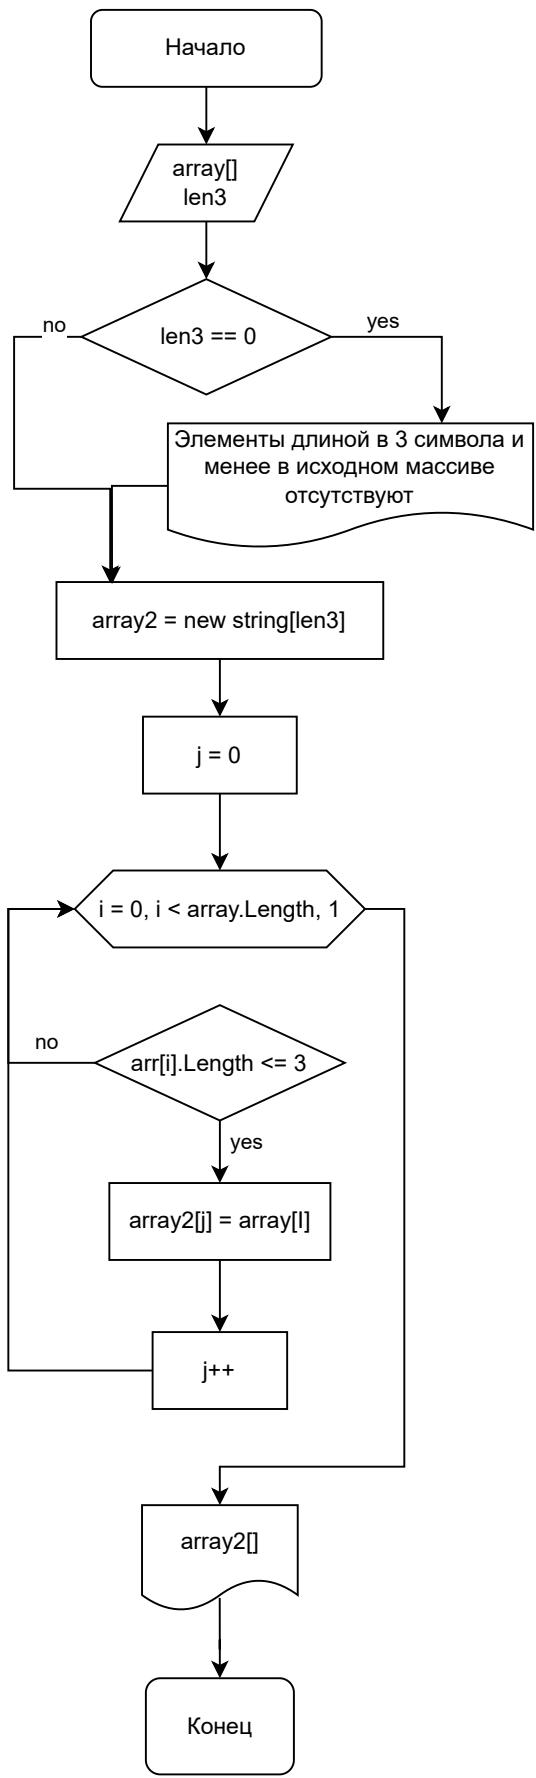 Начало
array[]
len3
len3 == 0
no
yes
Элементы длиной в 3 символа и
менее в исходном массиве
отсутствуют
array2 = new string[len3]
j = 0
i = 0, i < array.Length, 1
arr[i].Length <= 3
no
yes
array2[j] = array[I]
j++
array2[]
Конец